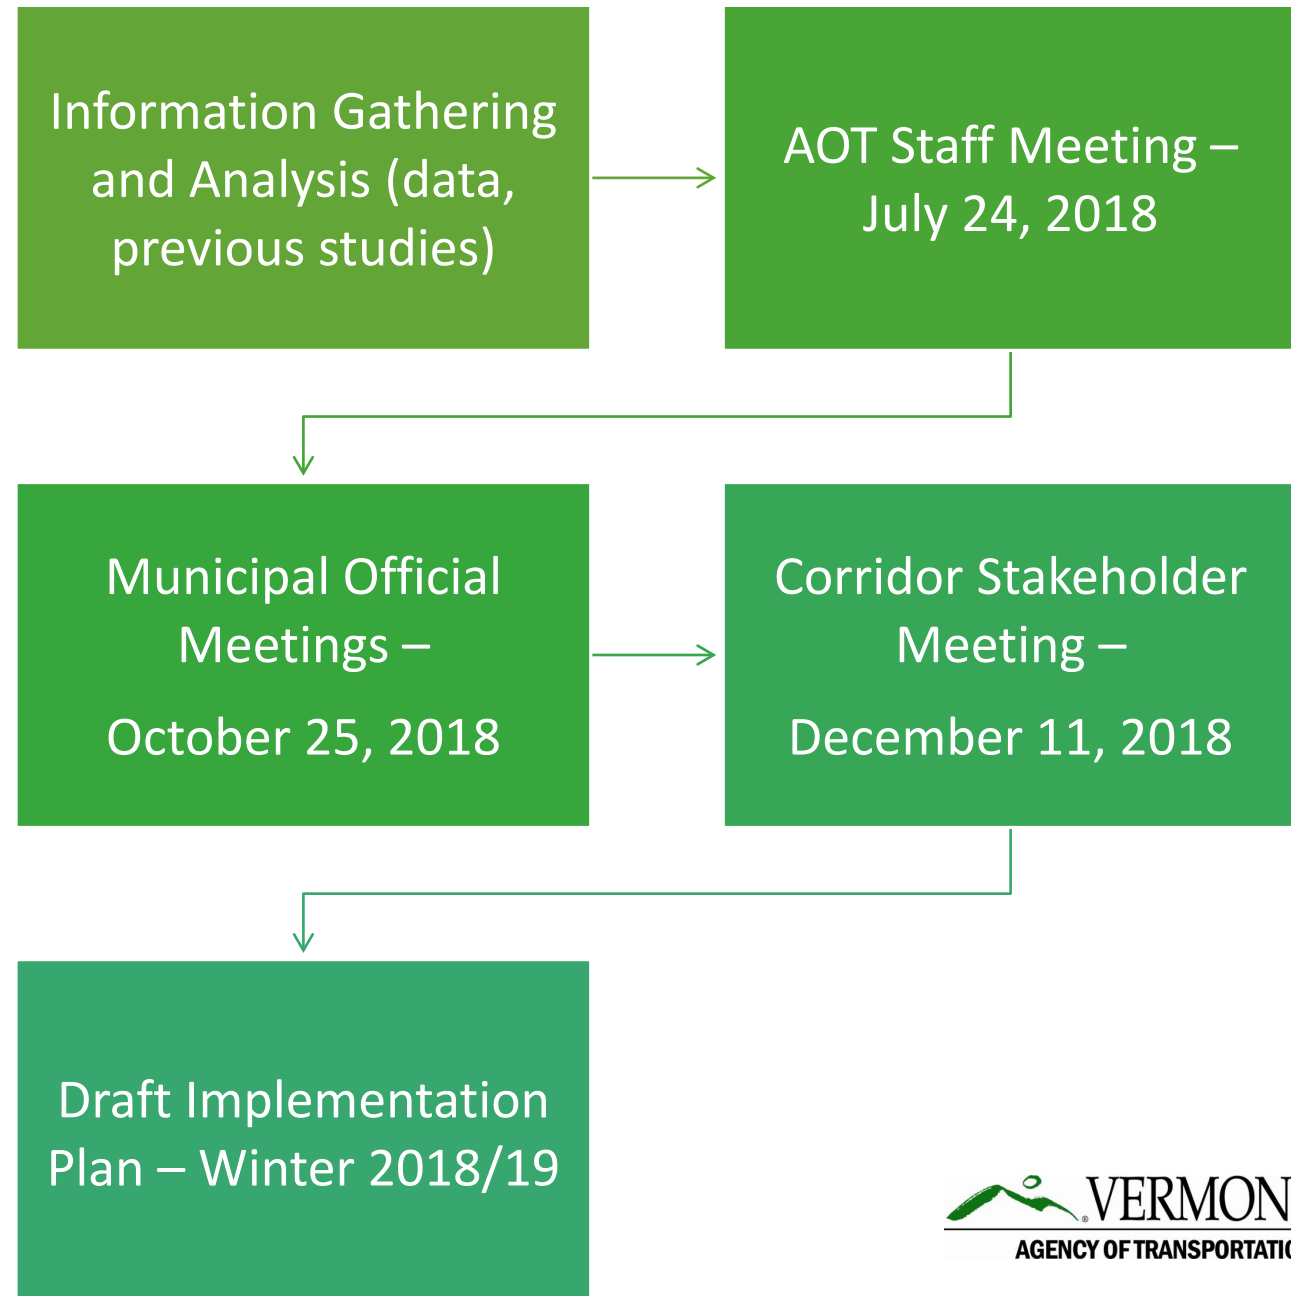 Information Gathering
and Analysis (data,
previous studies)
AOT Staff Meeting –
July 24, 2018
Municipal Official
Meetings –
October 25, 2018
Corridor Stakeholder
Meeting –
December 11, 2018
Draft Implementation
Plan – Winter 2018/19
VERMON
AGENCY OF TRANSPORTATIO